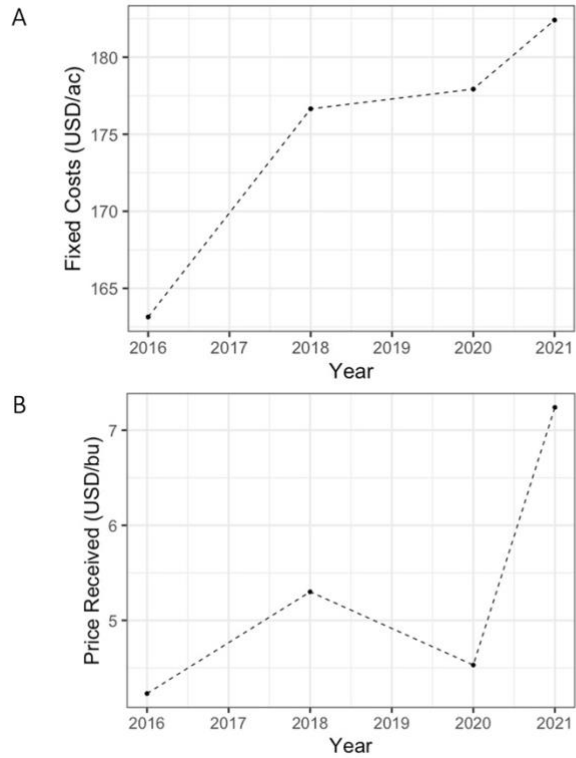 A
Fixed Costs (USD/ac)
180
175
170
165
2016 2017 2018 2019 2020 2021
Year
B
Price Received (USD/bu)
7
6
5
2016 2017 2018 2019 2020 2021
Year